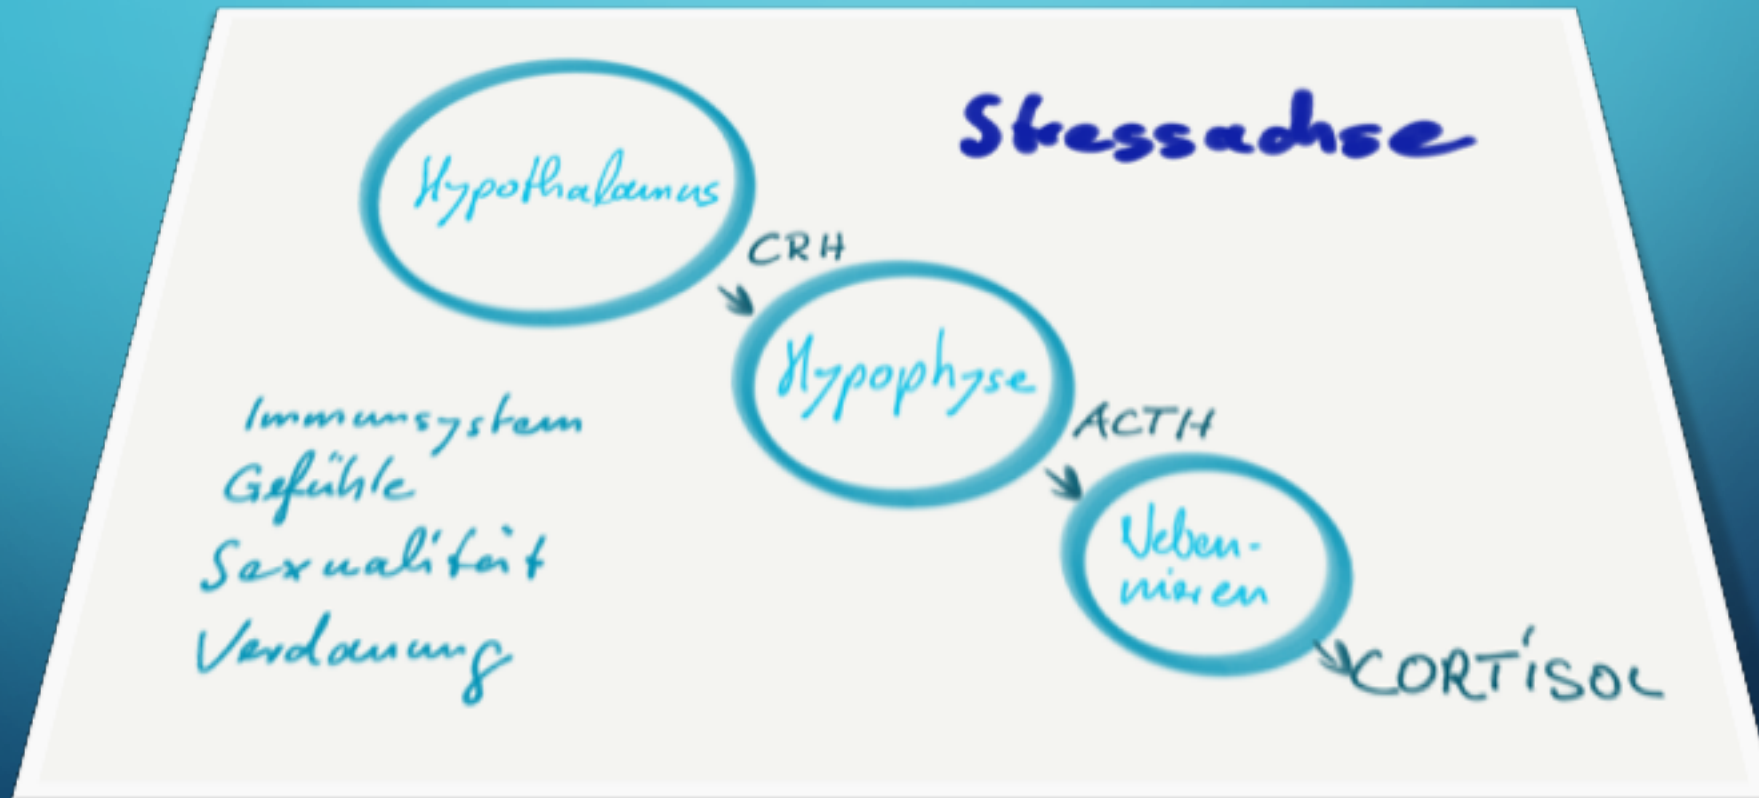 Stressachse
Hypothalamus
CRH
Hypophyse
ACTH
Neben-
nieren
CORTISOL
Immunsystem
Gefühle
Sexualität
Verdauung